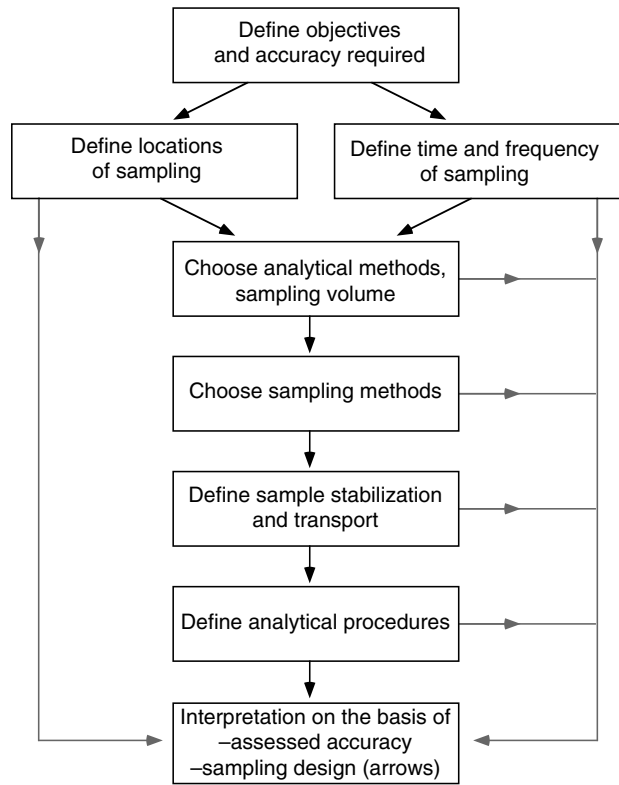 Define objectives
and accuracy required
Define locations
of sampling
Define time and frequency
of sampling
Choose analytical methods,
sampling volume
Choose sampling methods
Define sample stabilization
and transport
Define analytical procedures
Interpretation on the basis of
–assessed accuracy
–sampling design (arrows)